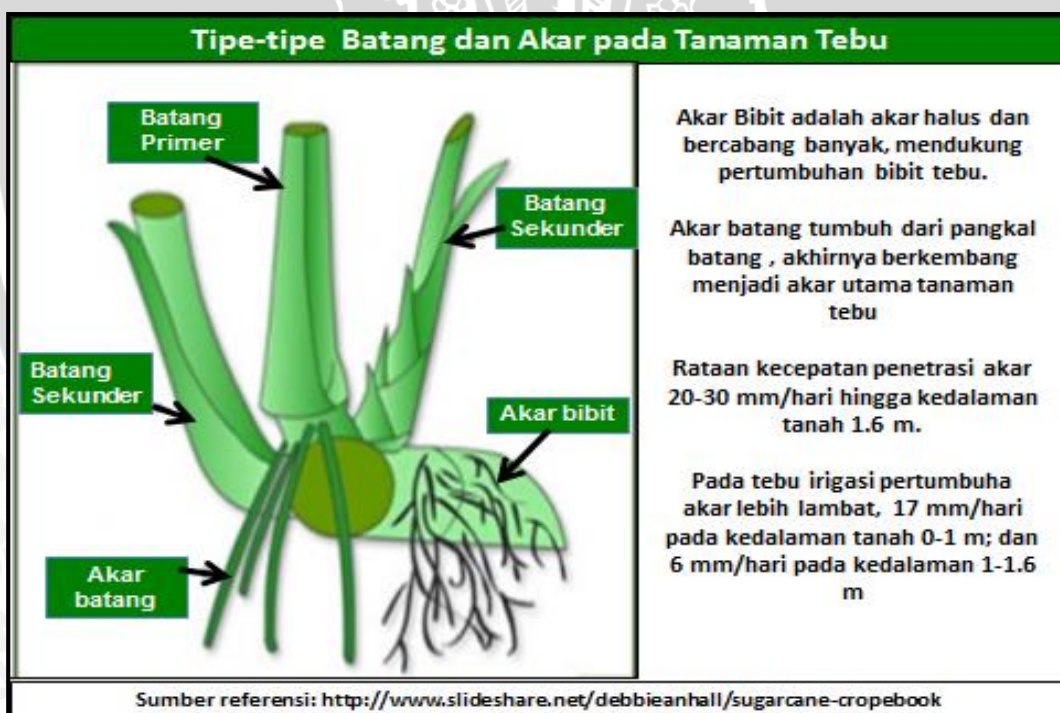 Tipe-tipe Batang dan Akar pada Tanaman Tebu
Batang
Primer
Batang
Sekunder
Batang
Sekunder
Akar bibit
Akar
batang
Akar Bibit adalah akar halus dan
bercabang banyak, mendukung
pertumbuhan bibit tebu.
Akar batang tumbuh dari pangkal
batang , akhirnya berkembang
menjadi akar utama tanaman
tebu
Rataan kecepatan penetrasi akar
20-30 mm/hari hingga kedalaman
tanah 1.6 m.
Pada tebu irigasi pertumbuha
akar lebih lambat, 17 mm/hari
pada kedalaman tanah 0-1 m; dan
6 mm/hari pada kedalaman 1-1.6
m
Sumber referensi: http://www.slideshare.net/debbieanhall/sugarcane-cropebook